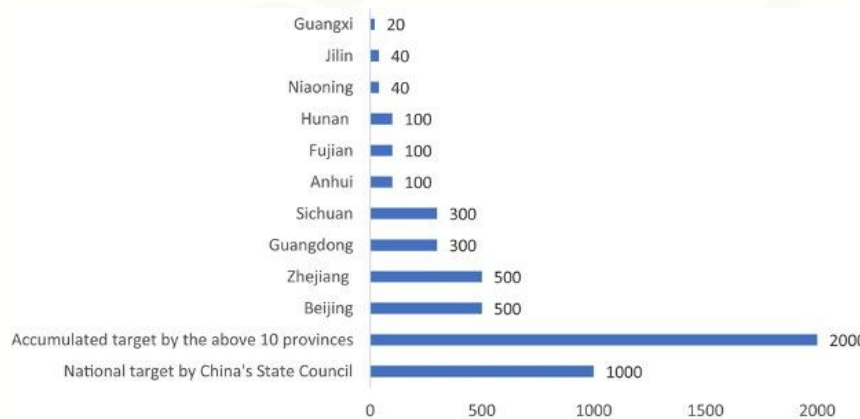 Guangxi 20
Jilin 40
Niaoning 40
Hunan 100
Fujian 100
Anhui 100
Sichuan 300
Guangdong 300
Zhejiang 500
Beijing 500
Accumulated target by the above 10 provinces 2000
National target by China's State Council 1000
0 500 1000 1500 2000